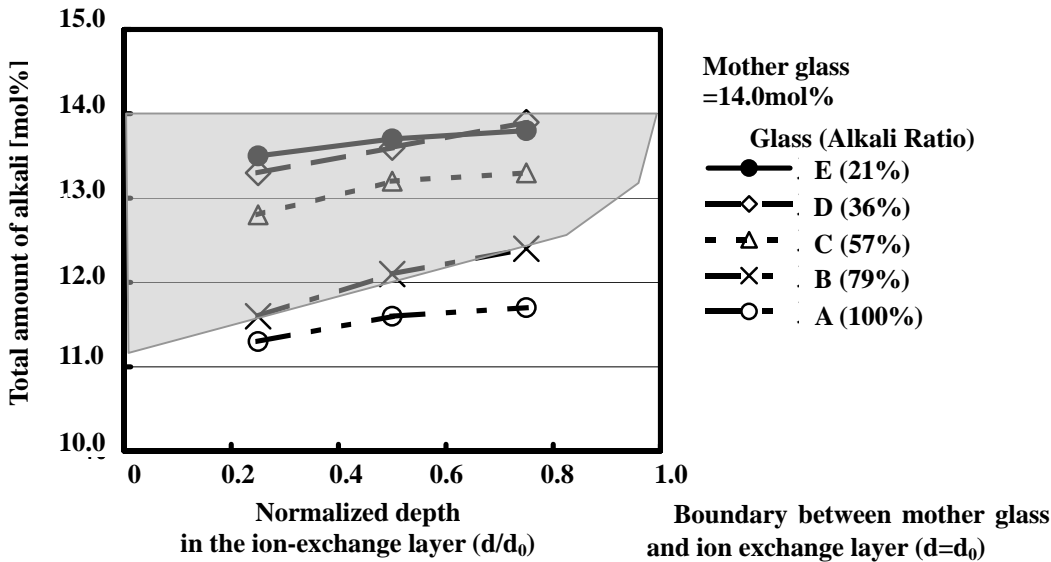 15.0
14.0
13.0
12.0
11.0
10.0
Total amount of alkali [mol%]
0 0.2 0.4 0.6 0.8 1.0
Normalized depth
in the ion-exchange layer (d/d₀)
Boundary between mother glass
and ion exchange layer (d=d₀)
Mother glass
=14.0mol%
Glass (Alkali Ratio)
E (21%)
D (36%)
C (57%)
B (79%)
A (100%)